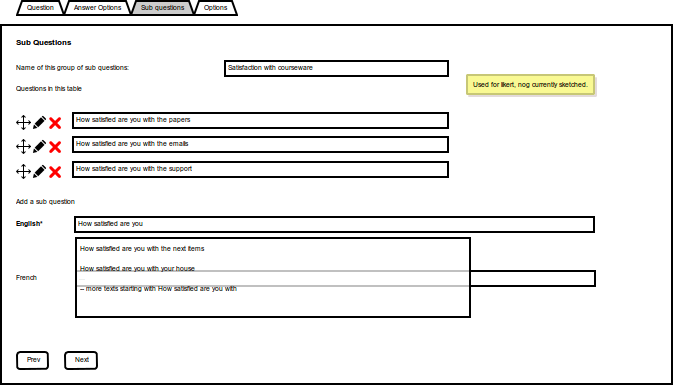 Question Answer Options Sub questions Options
Sub Questions
Name of this group of sub questions: Satisfaction with courseware
Used for likert, nog currently sketched.
Questions in this table
How satisfied are you with the papers
How satisfied are you with the emails
How satisfied are you with the support
Add a sub question
English* How satisfied are you
How satisfied are you with the next items
How satisfied are you with your house
French
-- more texts starting with How satisfied are you with
Prev Next